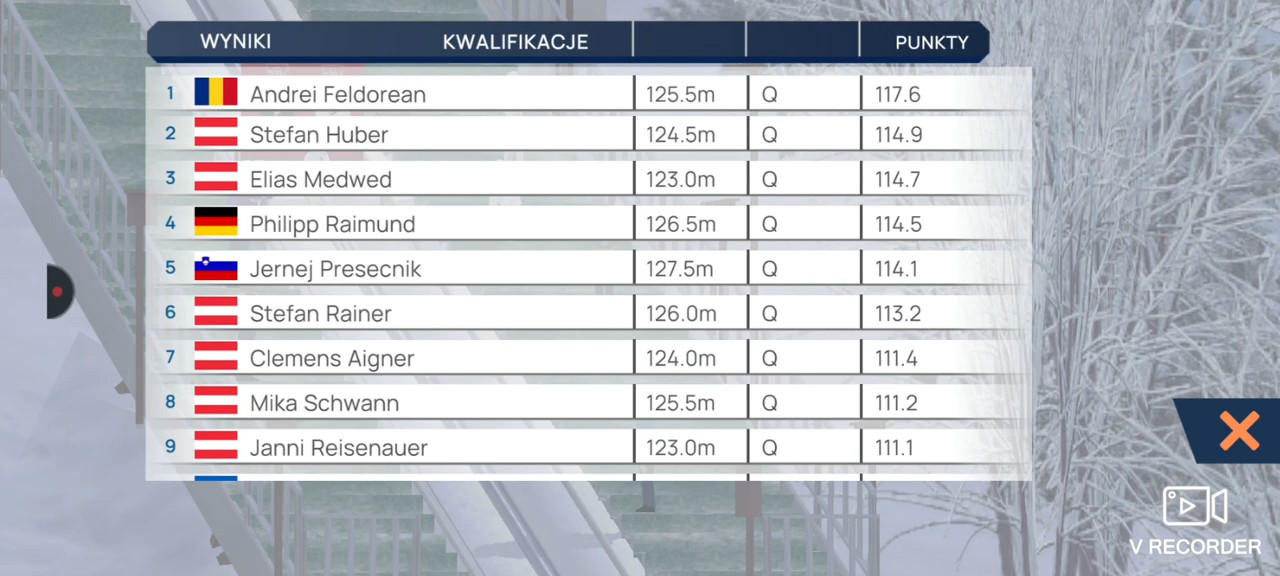 WYNIKI KWALIFIKACJE PUNKTY
1 Andrei Feldorean 125.5m Q 117.6
2 Stefan Huber 124.5m Q 114.9
3 Elias Medwed 123.0m Q 114.7
4 Philipp Raimund 126.5m Q 114.5
5 Jernej Presecnik 127.5m Q 114.1
6 Stefan Rainer 126.0m Q 113.2
7 Clemens Aigner 124.0m Q 111.4
8 Mika Schwann 125.5m Q 111.2
9 Janni Reisenauer 123.0m Q 111.1
V RECORDER